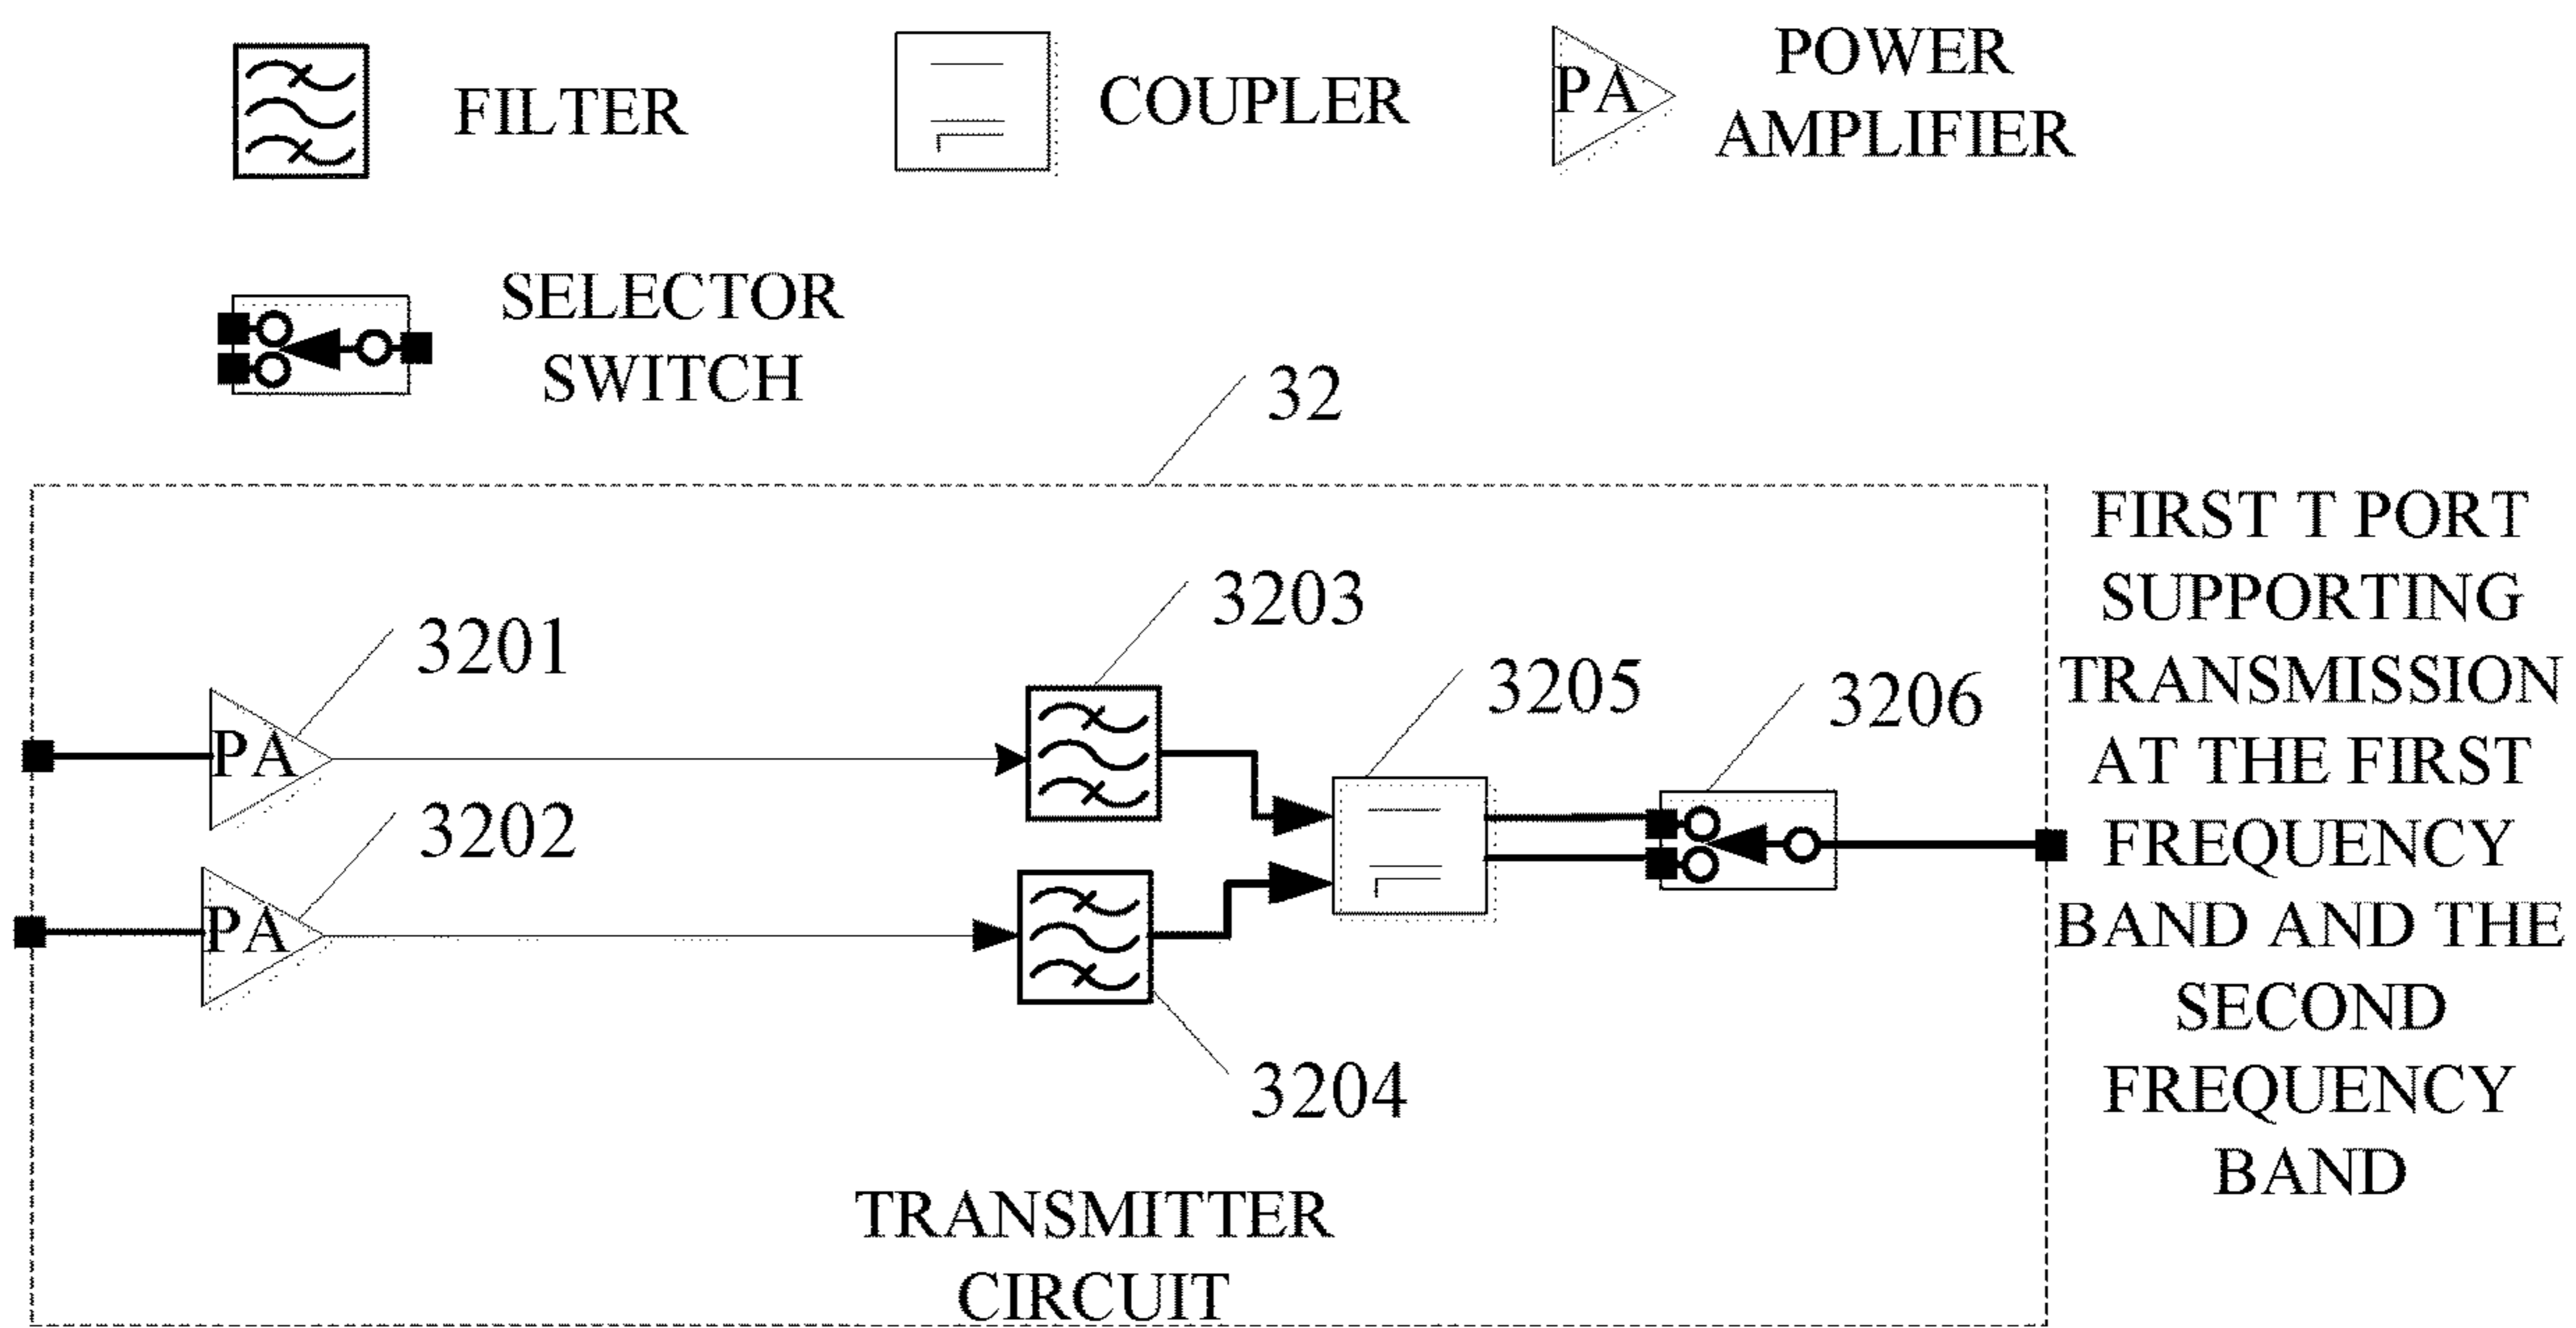 FILTER
COUPLER
PA
POWER
AMPLIFIER
SELECTOR
SWITCH
32
FIRST T PORT
SUPPORTING
TRANSMISSION
AT THE FIRST
FREQUENCY
BAND AND THE
SECOND
FREQUENCY
BAND
3201
3203
3205
3206
PA
3202
PA
3204
TRANSMITTER
CIRCUIT